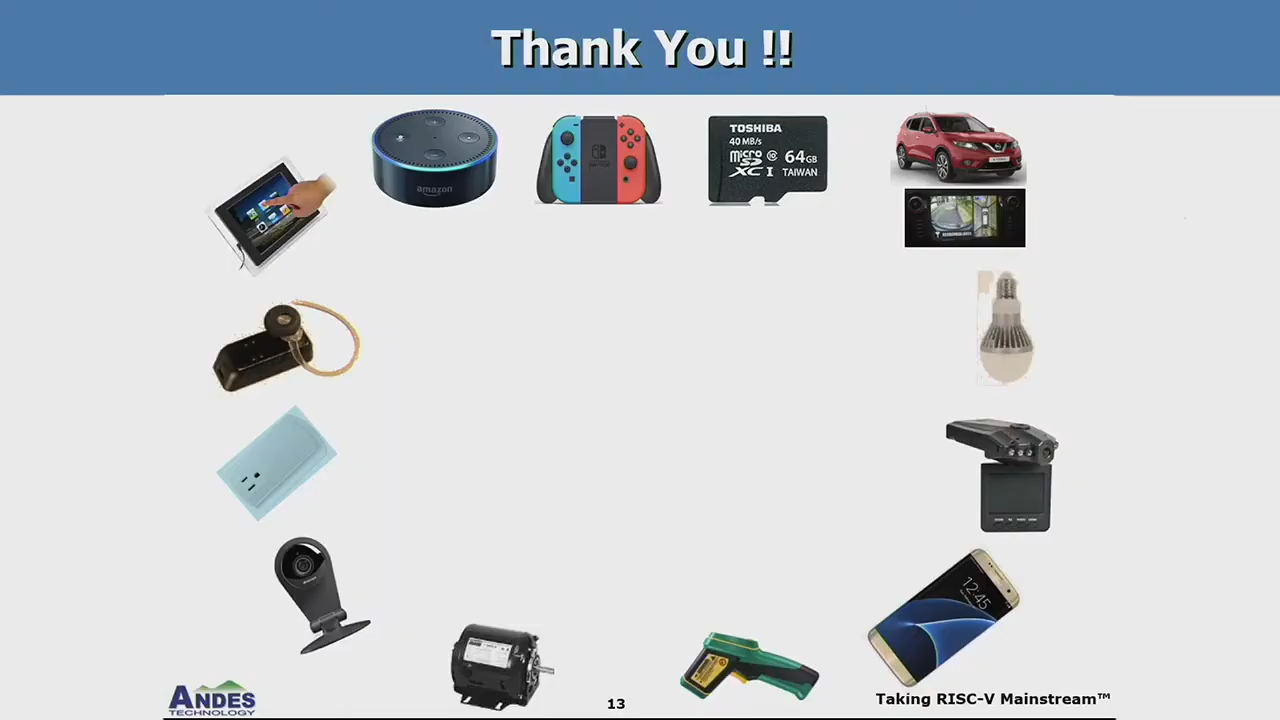 Thank You !!
amazon
SWITCH
TOSHIBA
40 MB/s
micro SD XC I
64GB
TAIWAN
12:45
ANDES
TECHNOLOGY
13
Taking RISC-V Mainstream™